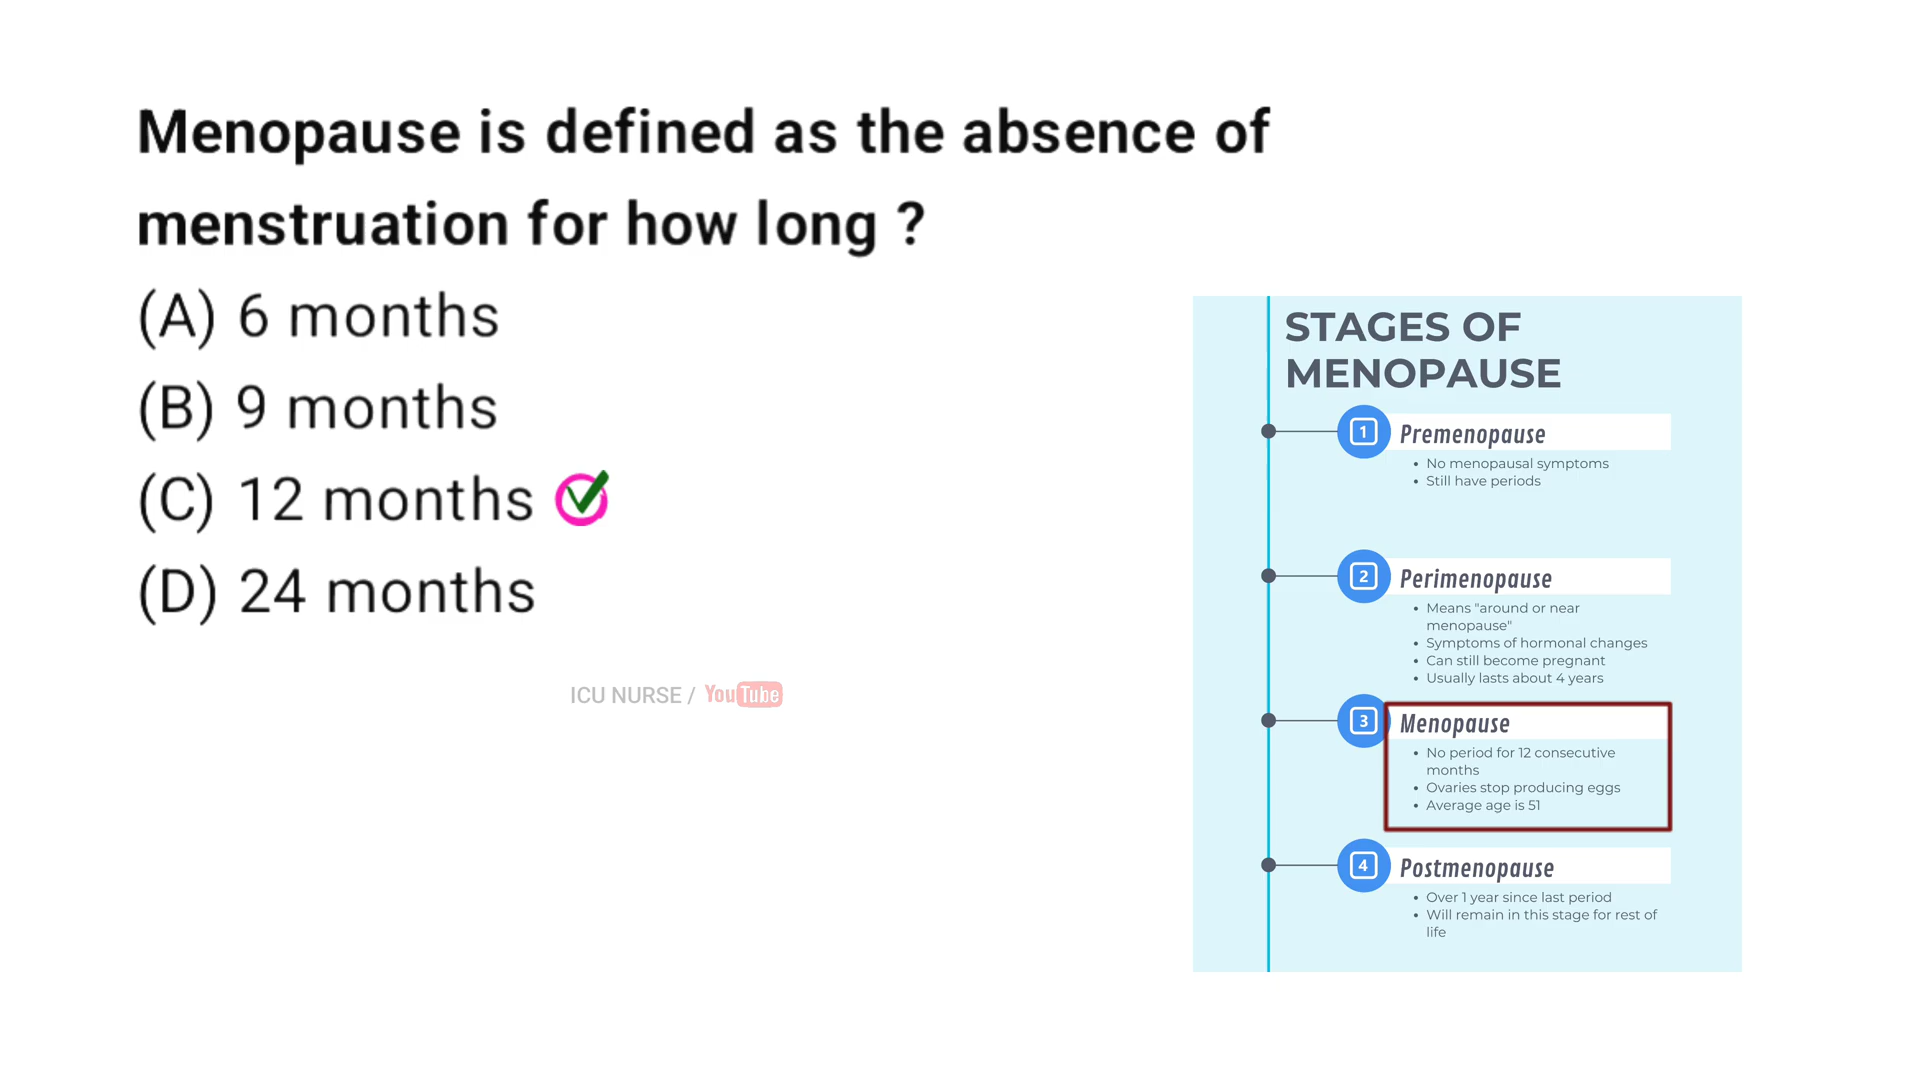 Menopause is defined as the absence of
menstruation for how long ?
(A) 6 months
(B) 9 months
(C) 12 months
(D) 24 months
ICU NURSE / YouTube
STAGES OF
MENOPAUSE
1 Premenopause
• No menopausal symptoms
• Still have periods
2 Perimenopause
• Means "around or near
menopause"
• Symptoms of hormonal changes
• Can still become pregnant
• Usually lasts about 4 years
3 Menopause
• No period for 12 consecutive
months
• Ovaries stop producing eggs
• Average age is 51
4 Postmenopause
• Over 1 year since last period
• Will remain in this stage for rest of
life